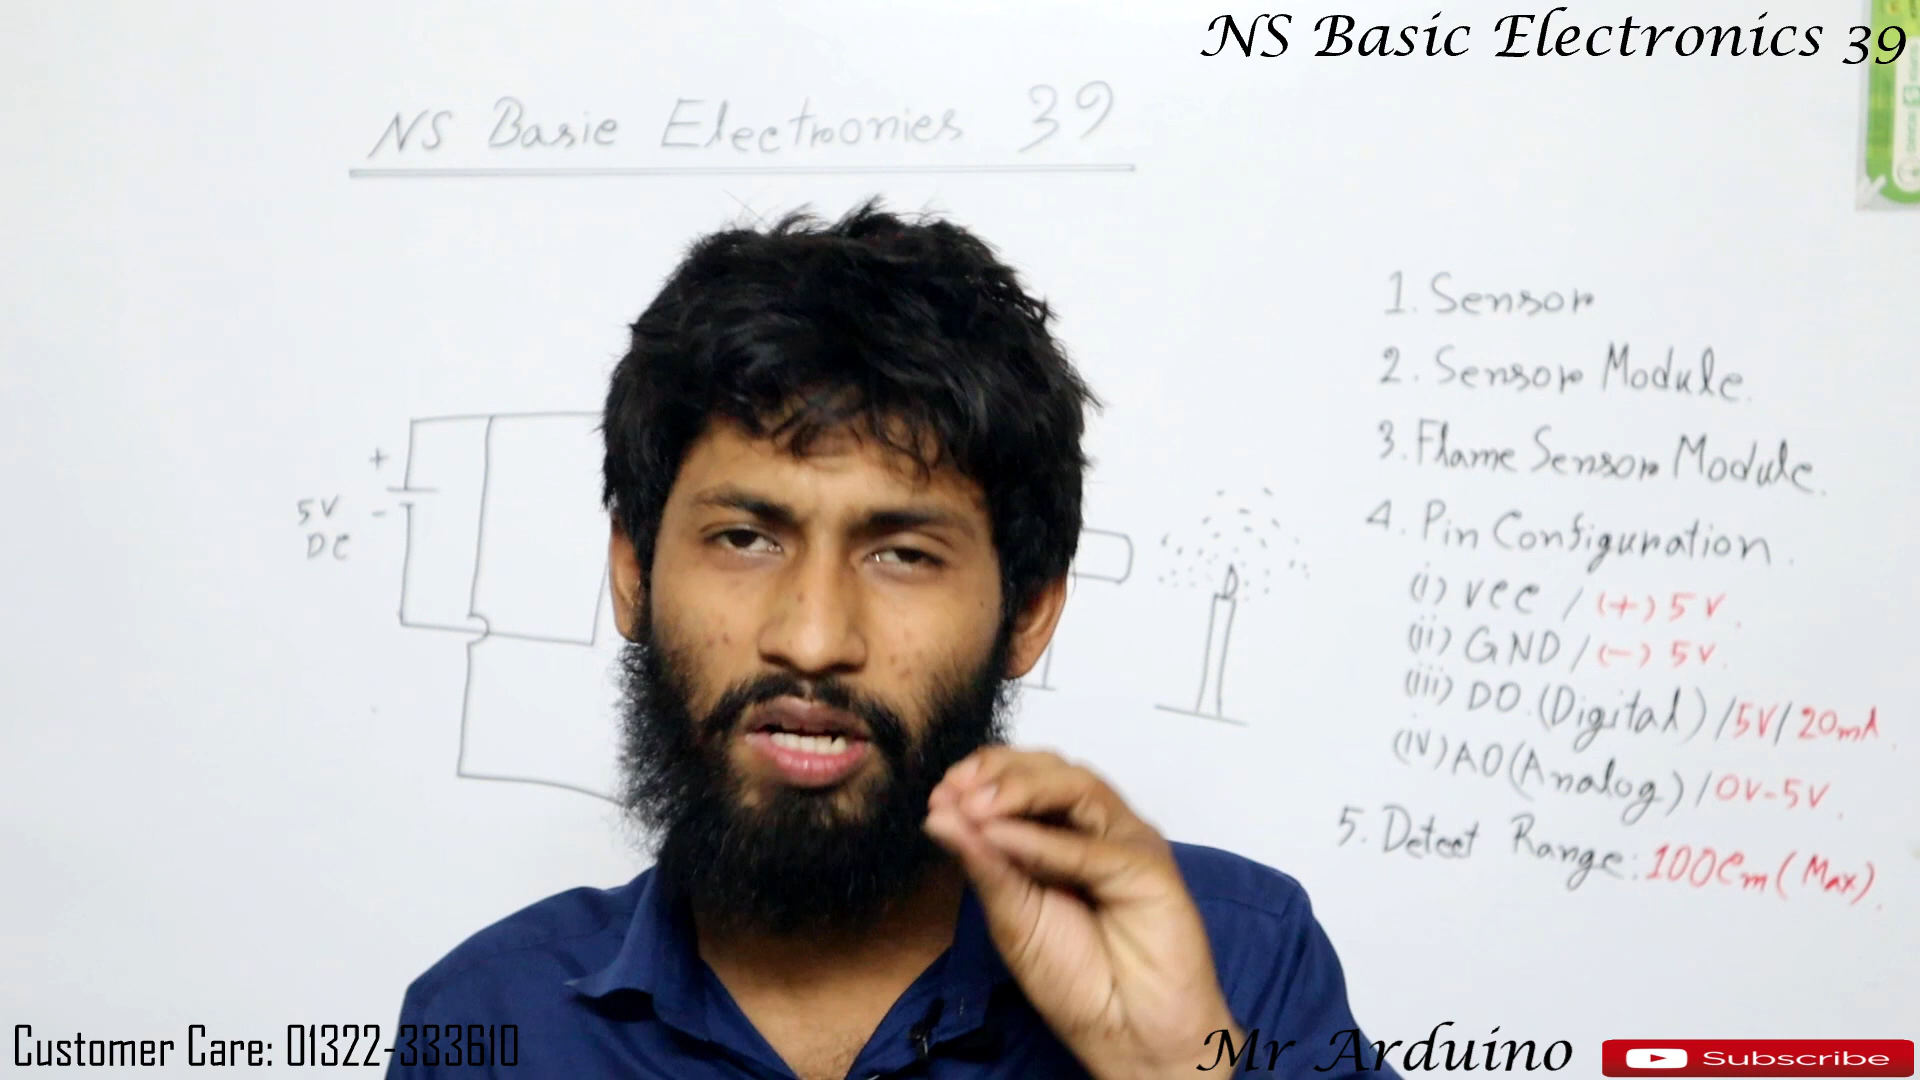 NS Basic Electronics 39
NS Basic Electroonics 39
+
5V
-
DC
1. Sensor
2. Sensor Module.
3. Flame Sensor Module.
4. Pin Configuration.
(i) VCC / (+) 5V.
(ii) GND / (-) 5V.
(iii) DO.(Digital) / 5V / 20mA.
(iv) AO (Analog) / 0V-5V.
5. Detect Range: 100Cm (Max).
Customer Care: 01322-333610
Mr Arduino
Subscribe